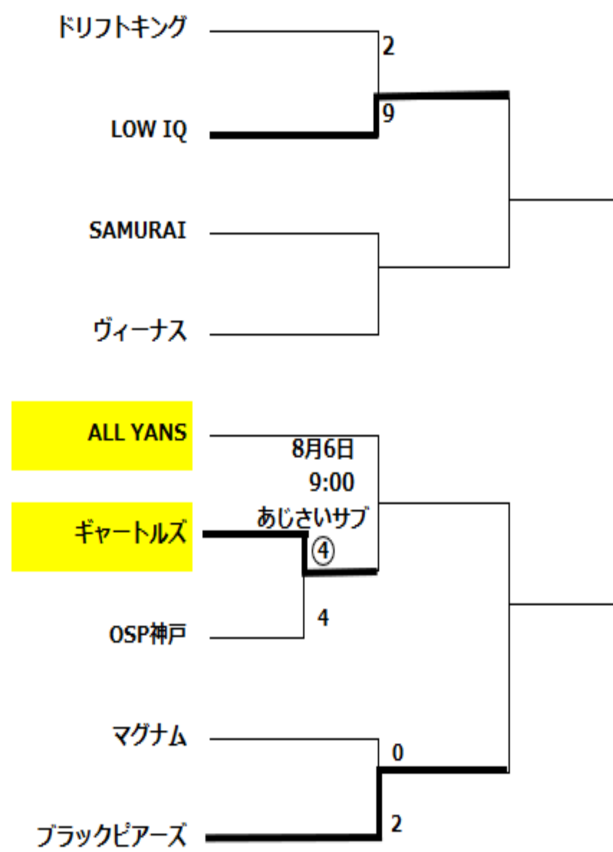 ドリフトキング
2
LOW IQ
9
SAMURAI
ヴィーナス
ALL YANS
8月6日
9:00
ギャートルズ
あじさいサブ
④
4
OSP神戸
マグナム
0
ブラックピアーズ
2